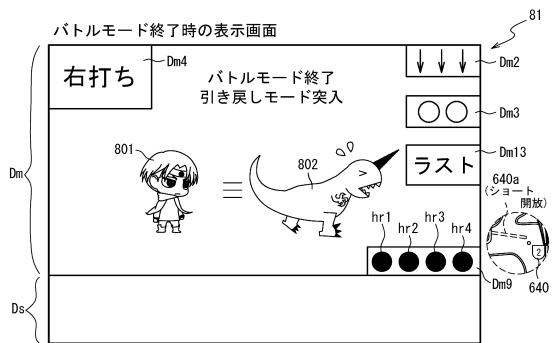 バトルモード終了時の表示画面
81
右打ち
Dm4
バトルモード終了
引き戻しモード突入
Dm2
Dm3
Dm13
ラスト
801
802
Dm
640a
(ショート
開放)
hr1
hr2
hr3
hr4
2
Dm9
640
Ds